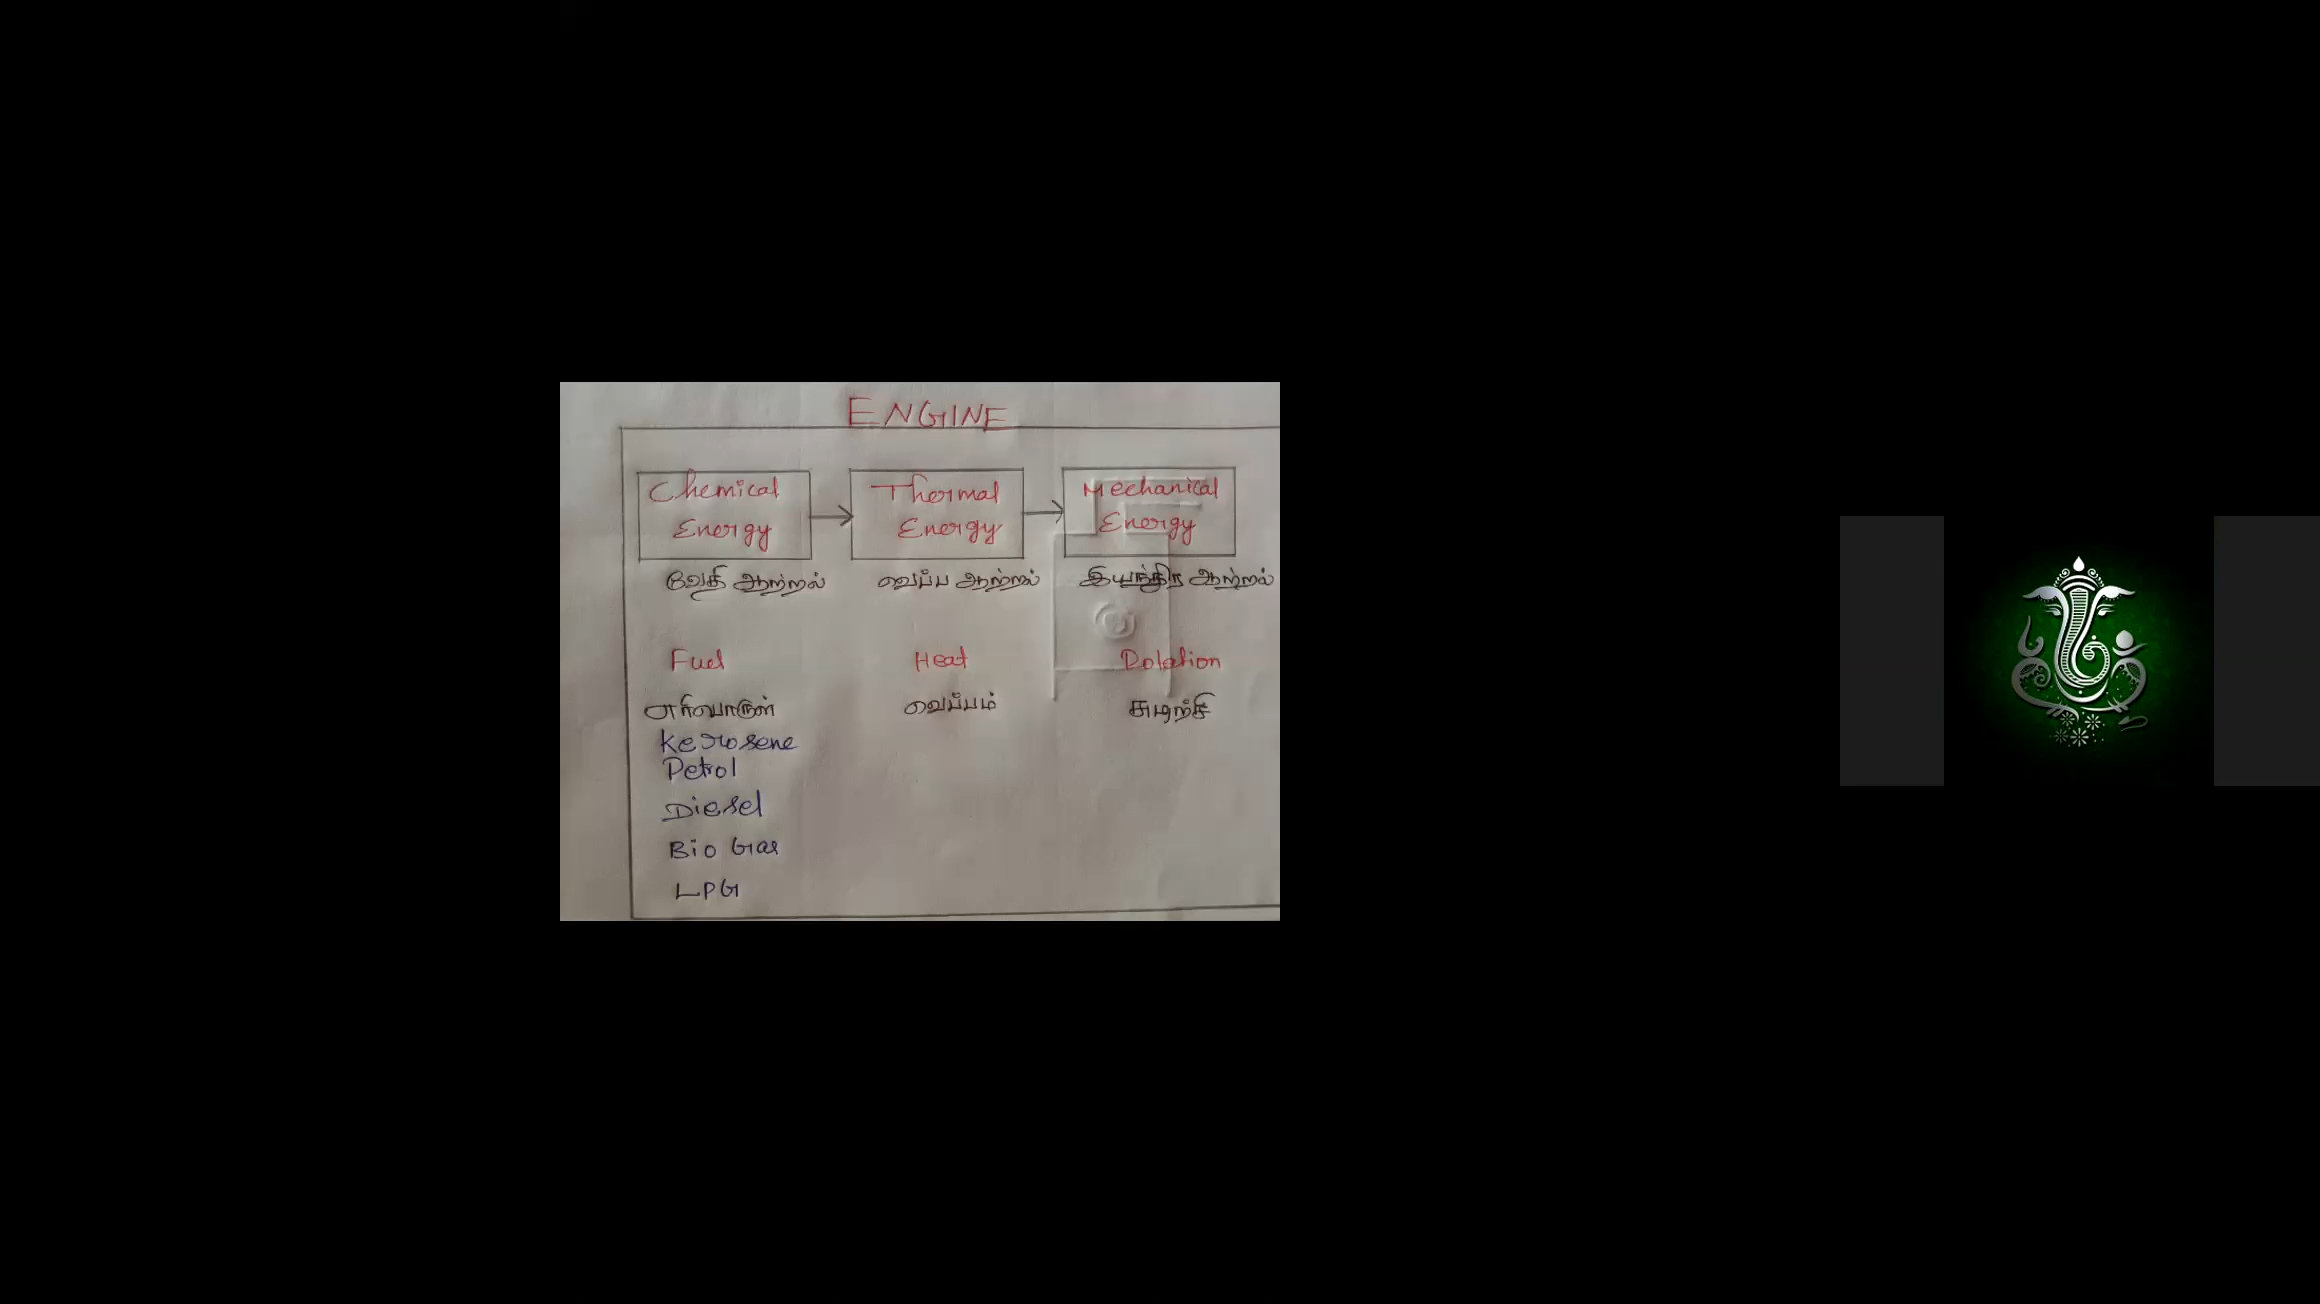 ENGINE
Chemical Energy
Thermal Energy
Mechanical Energy
வேதி ஆற்றல்
வெப்ப ஆற்றல்
இயந்திர ஆற்றல்
Fuel
Heat
எரிபொருள்
வெப்பம்
சுழற்சி
Kerosene
Petrol
Diesel
Bio Gas
LPG